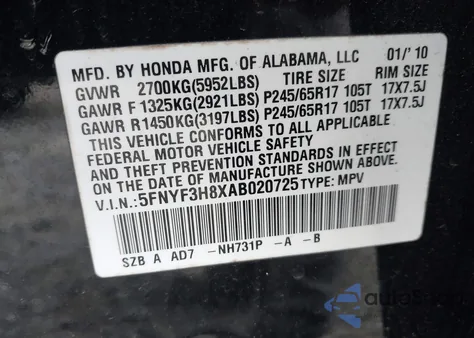 MFD. BY HONDA MFG. OF ALABAMA, LLC 01/'10
GVWR 2700KG(5952LBS) TIRE SIZE RIM SIZE
GAWR F 1325KG(2921LBS) P245/65R17 105T 17X7.5J
GAWR R1450KG(3197LBS) P245/65R17 105T 17X7.5J
THIS VEHICLE CONFORMS TO ALL APPLICABLE
FEDERAL MOTOR VEHICLE SAFETY
AND THEFT PREVENTION STANDARDS IN EFFECT
ON THE DATE OF MANUFACTURE SHOWN ABOVE.
V.I.N.:5FNYF3H8XAB020725 TYPE: MPV
SZB A AD7 -NH731P -A -B